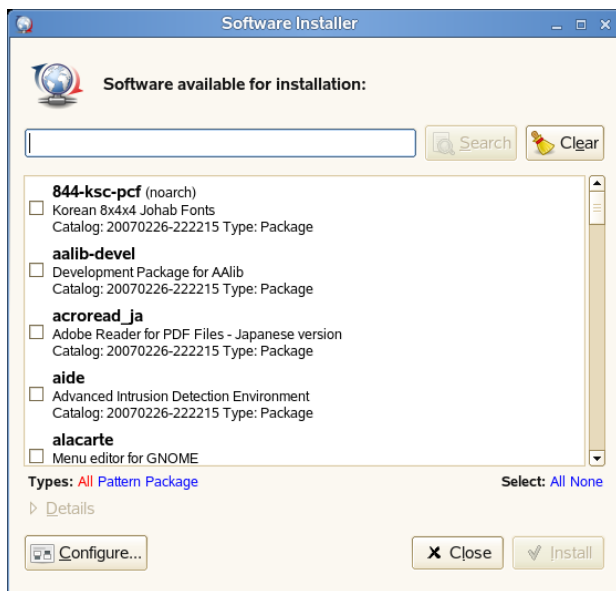 Software Installer
Software available for installation:
Search
Clear
844-ksc-pcf (noarch)
Korean 8x4x4 Johab Fonts
Catalog: 20070226-222215 Type: Package
aalib-devel
Development Package for AAlib
Catalog: 20070226-222215 Type: Package
acroread_ja
Adobe Reader for PDF Files - Japanese version
Catalog: 20070226-222215 Type: Package
aide
Advanced Intrusion Detection Environment
Catalog: 20070226-222215 Type: Package
alacarte
Menu editor for GNOME
Types: All Pattern Package
Select: All None
Details
Configure...
Close
Install